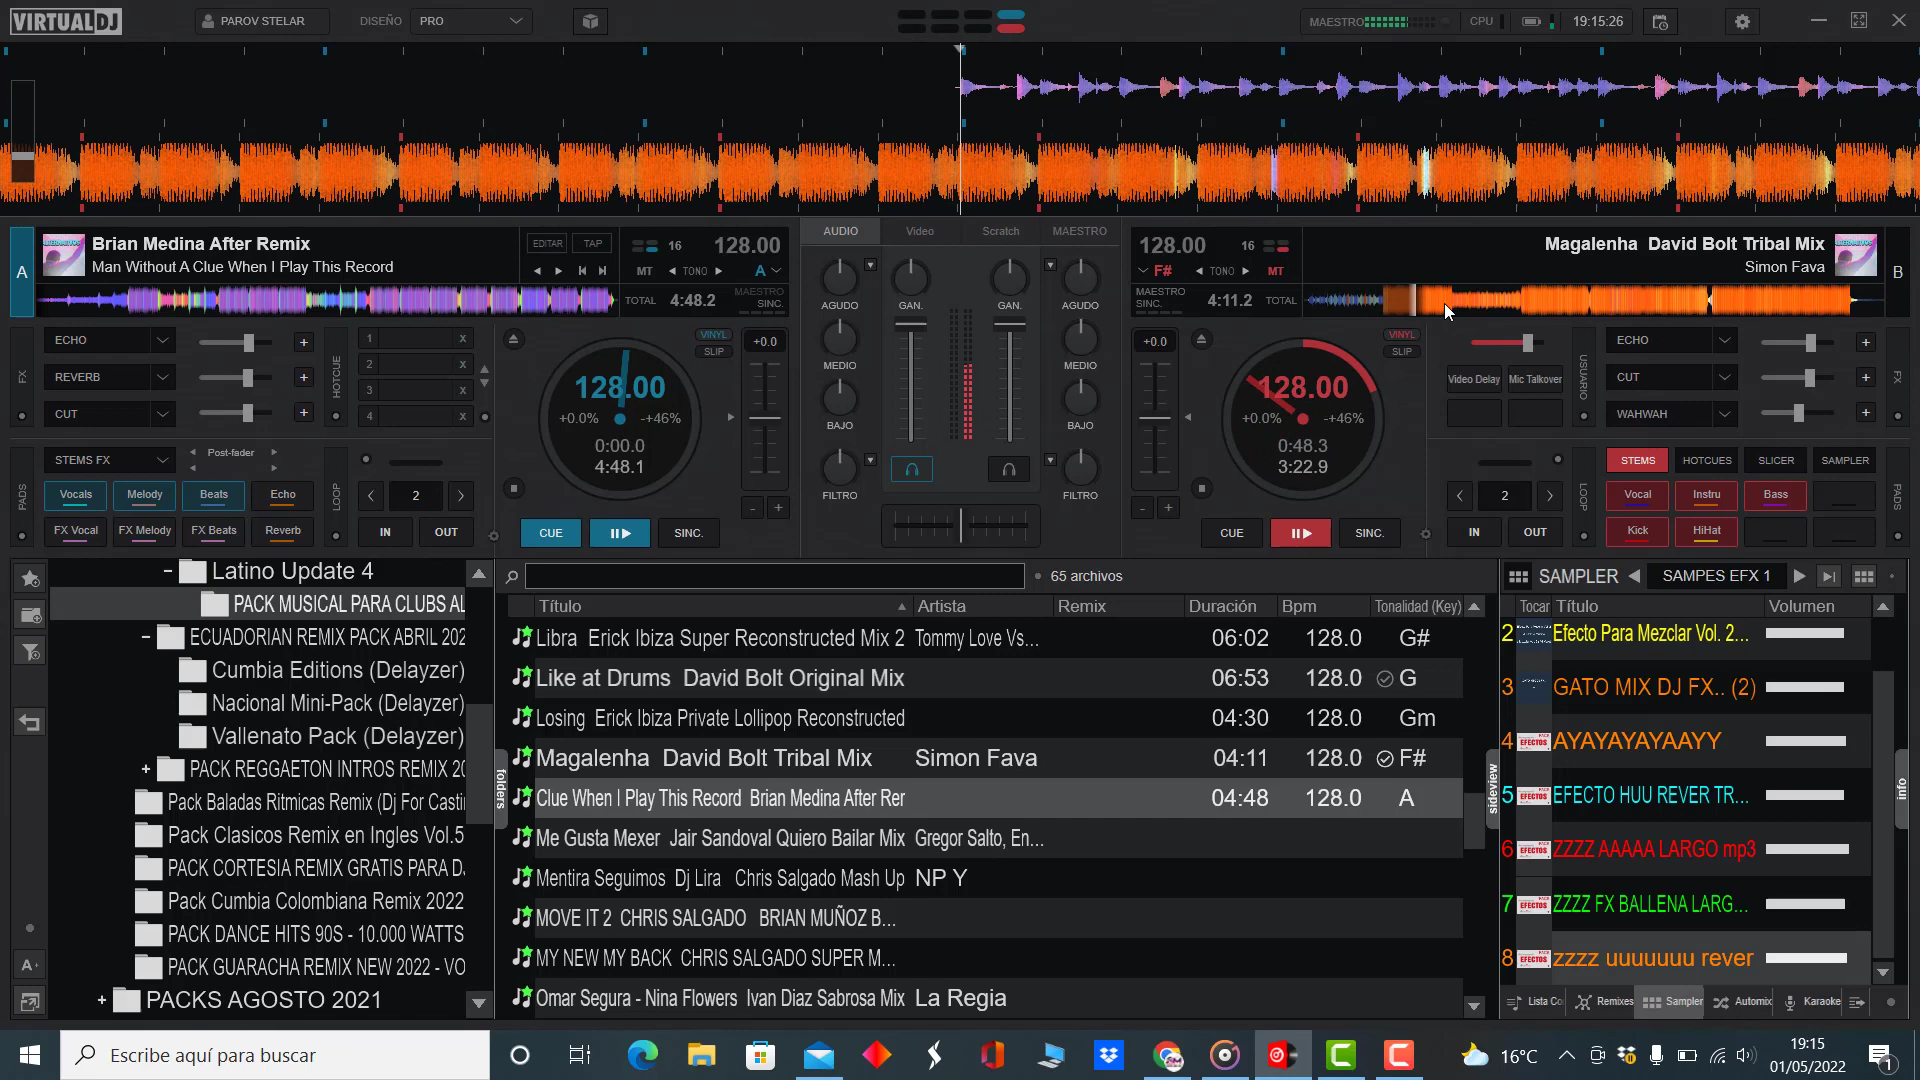 VIRTUALDJ
PAROV STELAR
DISEÑO
PRO
MAESTRO
CPU
19:15:26
A
Brian Medina After Remix
Man Without A Clue When I Play This Record
EDITAR
TAP
16
128.00
MT
TONO
A
TOTAL
4:48.2
MAESTRO
SINC.
AUDIO
Video
Scratch
MAESTRO
128.00
16
F#
TONO
MT
MAESTRO
SINC.
4:11.2
TOTAL
Magalenha  David Bolt Tribal Mix
Simon Fava
B
FX
ECHO
REVERB
CUT
HOTCUE
1 x
2 x
3 x
4 x
VINYL
SLIP
128.00
+0.0%
-+46%
0:00.0
4:48.1
+0.0
AGUDO
GAN.
GAN.
AGUDO
MEDIO
MEDIO
BAJO
BAJO
FILTRO
FILTRO
+0.0
VINYL
SLIP
128.00
+0.0%
-+46%
0:48.3
3:22.9
Video Delay
Mic Talkover
USUARIO
ECHO
CUT
WAHWAH
FX
PADS
STEMS FX
Post-fader
Vocals
Melody
Beats
Echo
FX Vocal
FX Melody
FX Beats
Reverb
LOOP
2
IN
OUT
CUE
SINC.
CUE
SINC.
2
IN
OUT
LOOP
STEMS
HOTCUES
SLICER
SAMPLER
Vocal
Instru
Bass
Kick
HiHat
PADS
Latino Update 4
PACK MUSICAL PARA CLUBS AL
ECUADORIAN REMIX PACK ABRIL 202
Cumbia Editions (Delayzer)
Nacional Mini-Pack (Delayzer)
Vallenato Pack (Delayzer)
PACK REGGAETON INTROS REMIX 20
Pack Baladas Ritmicas Remix (Dj For Casti
Pack Clasicos Remix en Ingles Vol.5
PACK CORTESIA REMIX GRATIS PARA DJ
Pack Cumbia Colombiana Remix 2022
PACK DANCE HITS 90S - 10.000 WATTS
PACK GUARACHA REMIX NEW 2022 - VO
PACKS AGOSTO 2021
folders
65 archivos
Título Artista Remix Duración Bpm Tonalidad (Key)
Libra  Erick Ibiza Super Reconstructed Mix 2 Tommy Love Vs... 06:02 128.0 G#
Like at Drums  David Bolt Original Mix 06:53 128.0 G
Losing  Erick Ibiza Private Lollipop Reconstructed 04:30 128.0 Gm
Magalenha  David Bolt Tribal Mix Simon Fava 04:11 128.0 F#
Clue When I Play This Record  Brian Medina After Rer 04:48 128.0 A
Me Gusta Mexer  Jair Sandoval Quiero Bailar Mix Gregor Salto, En...
Mentira Seguimos  Dj Lira  Chris Salgado Mash Up NP Y
MOVE IT 2  CHRIS SALGADO  BRIAN MUÑOZ B...
MY NEW MY BACK  CHRIS SALGADO SUPER M...
Omar Segura - Nina Flowers  Ivan Diaz Sabrosa Mix La Regia
sideview
SAMPLER
SAMPES EFX 1
Tocar Título Volumen
2 Efecto Para Mezclar Vol. 2...
3 GATO MIX DJ FX.. (2)
4 EFECTOS AYAYAYAYAAYY
5 EFECTOS EFECTO HUU REVER TR...
6 EFECTOS ZZZZ AAAAA LARGO mp3
7 EFECTOS ZZZZ FX BALLENA LARG...
8 EFECTOS zzzz uuuuuuu rever
info
Lista Co
Remixes
Sampler
Automix
Karaoke
Escribe aquí para buscar
16°C
19:15
01/05/2022
1